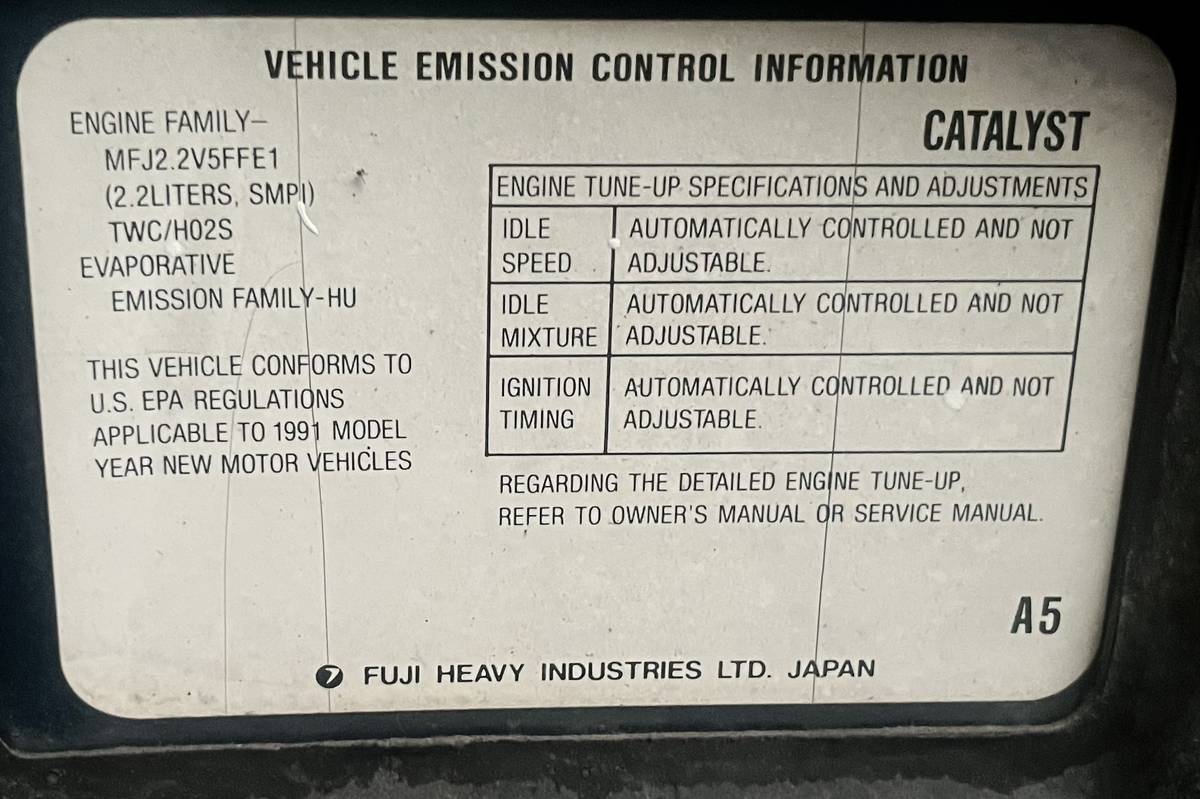 VEHICLE EMISSION CONTROL INFORMATION
ENGINE FAMILY–
MFJ2.2V5FFE1
(2.2LITERS, SMPI)
TWC/H02S
EVAPORATIVE
EMISSION FAMILY-HU
THIS VEHICLE CONFORMS TO
U.S. EPA REGULATIONS
APPLICABLE TO 1991 MODEL
YEAR NEW MOTOR VEHICLES
CATALYST
ENGINE TUNE-UP SPECIFICATIONS AND ADJUSTMENTS
IDLE SPEED
AUTOMATICALLY CONTROLLED AND NOT
ADJUSTABLE.
IDLE MIXTURE
AUTOMATICALLY CONTROLLED AND NOT
ADJUSTABLE.
IGNITION TIMING
AUTOMATICALLY CONTROLLED AND NOT
ADJUSTABLE.
REGARDING THE DETAILED ENGINE TUNE-UP,
REFER TO OWNER'S MANUAL OR SERVICE MANUAL.
A5
FUJI HEAVY INDUSTRIES LTD. JAPAN